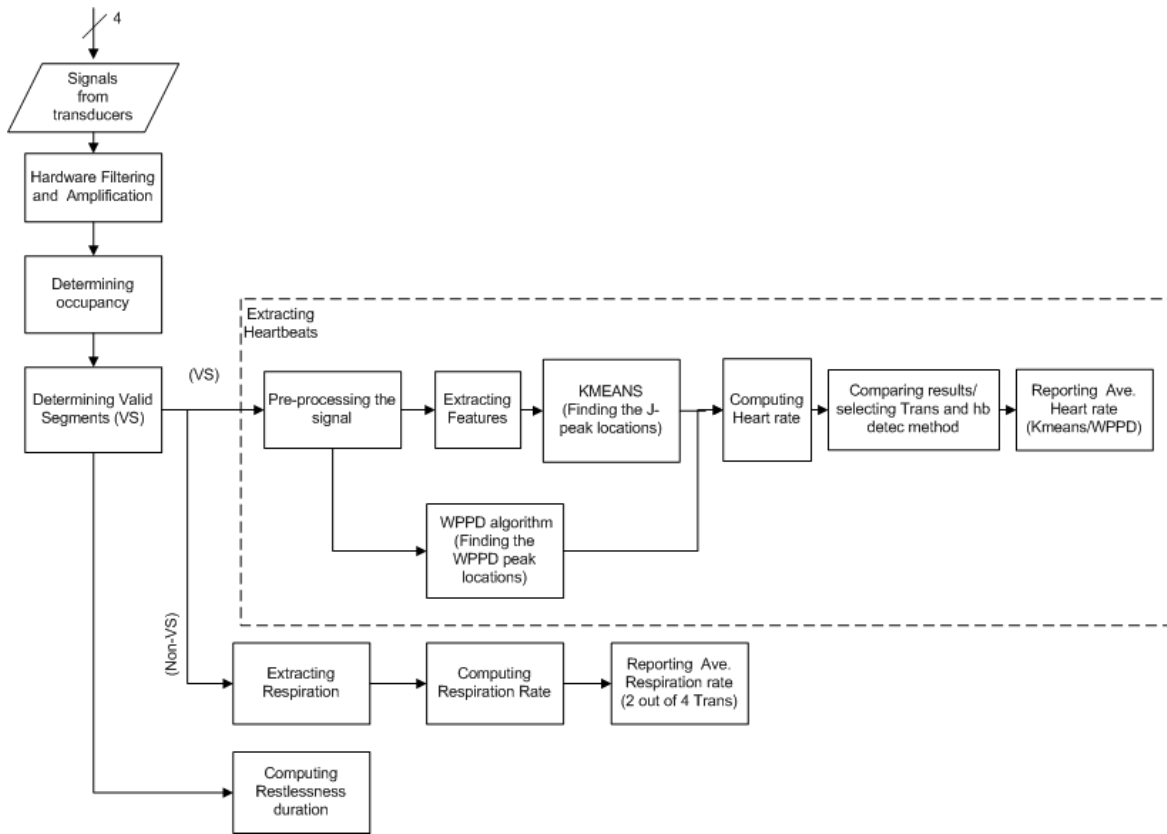 4
Signals
from
transducers
Hardware Filtering
and Amplification
Determining
occupancy
Determining Valid
Segments (VS)
(VS)
(Non-VS)
Extracting
Heartbeats
Pre-processing the
signal
Extracting
Features
KMEANS
(Finding the J-
peak locations)
Computing
Heart rate
Comparing results/
selecting Trans and hb
detec method
Reporting Ave.
Heart rate
(Kmeans/WPPD)
WPPD algorithm
(Finding the
WPPD peak
locations)
Extracting
Respiration
Computing
Respiration Rate
Reporting Ave.
Respiration rate
(2 out of 4 Trans)
Computing
Restlessness
duration